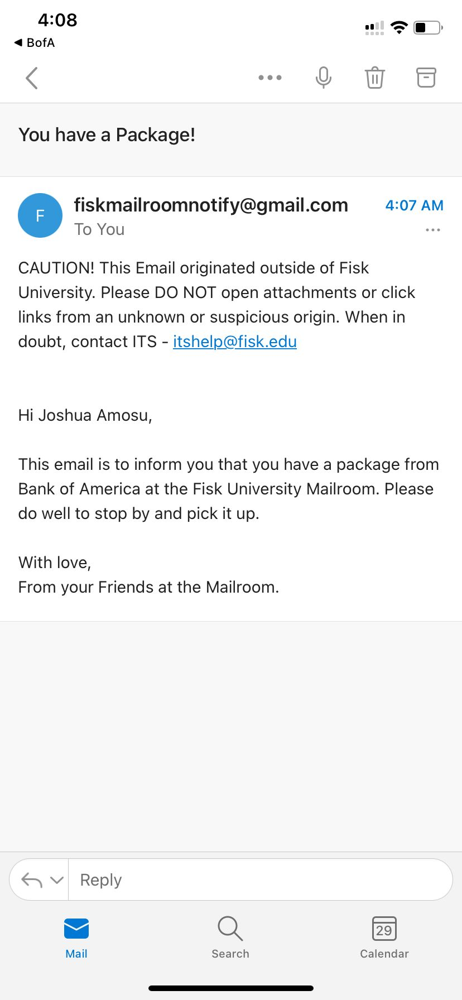 4:08
BofA
You have a Package!
F
fiskmailroomnotify@gmail.com
4:07 AM
To You
CAUTION! This Email originated outside of Fisk
University. Please DO NOT open attachments or click
links from an unknown or suspicious origin. When in
doubt, contact ITS - itshelp@fisk.edu
Hi Joshua Amosu,
This email is to inform you that you have a package from
Bank of America at the Fisk University Mailroom. Please
do well to stop by and pick it up.
With love,
From your Friends at the Mailroom.
Reply
29
Mail
Search
Calendar